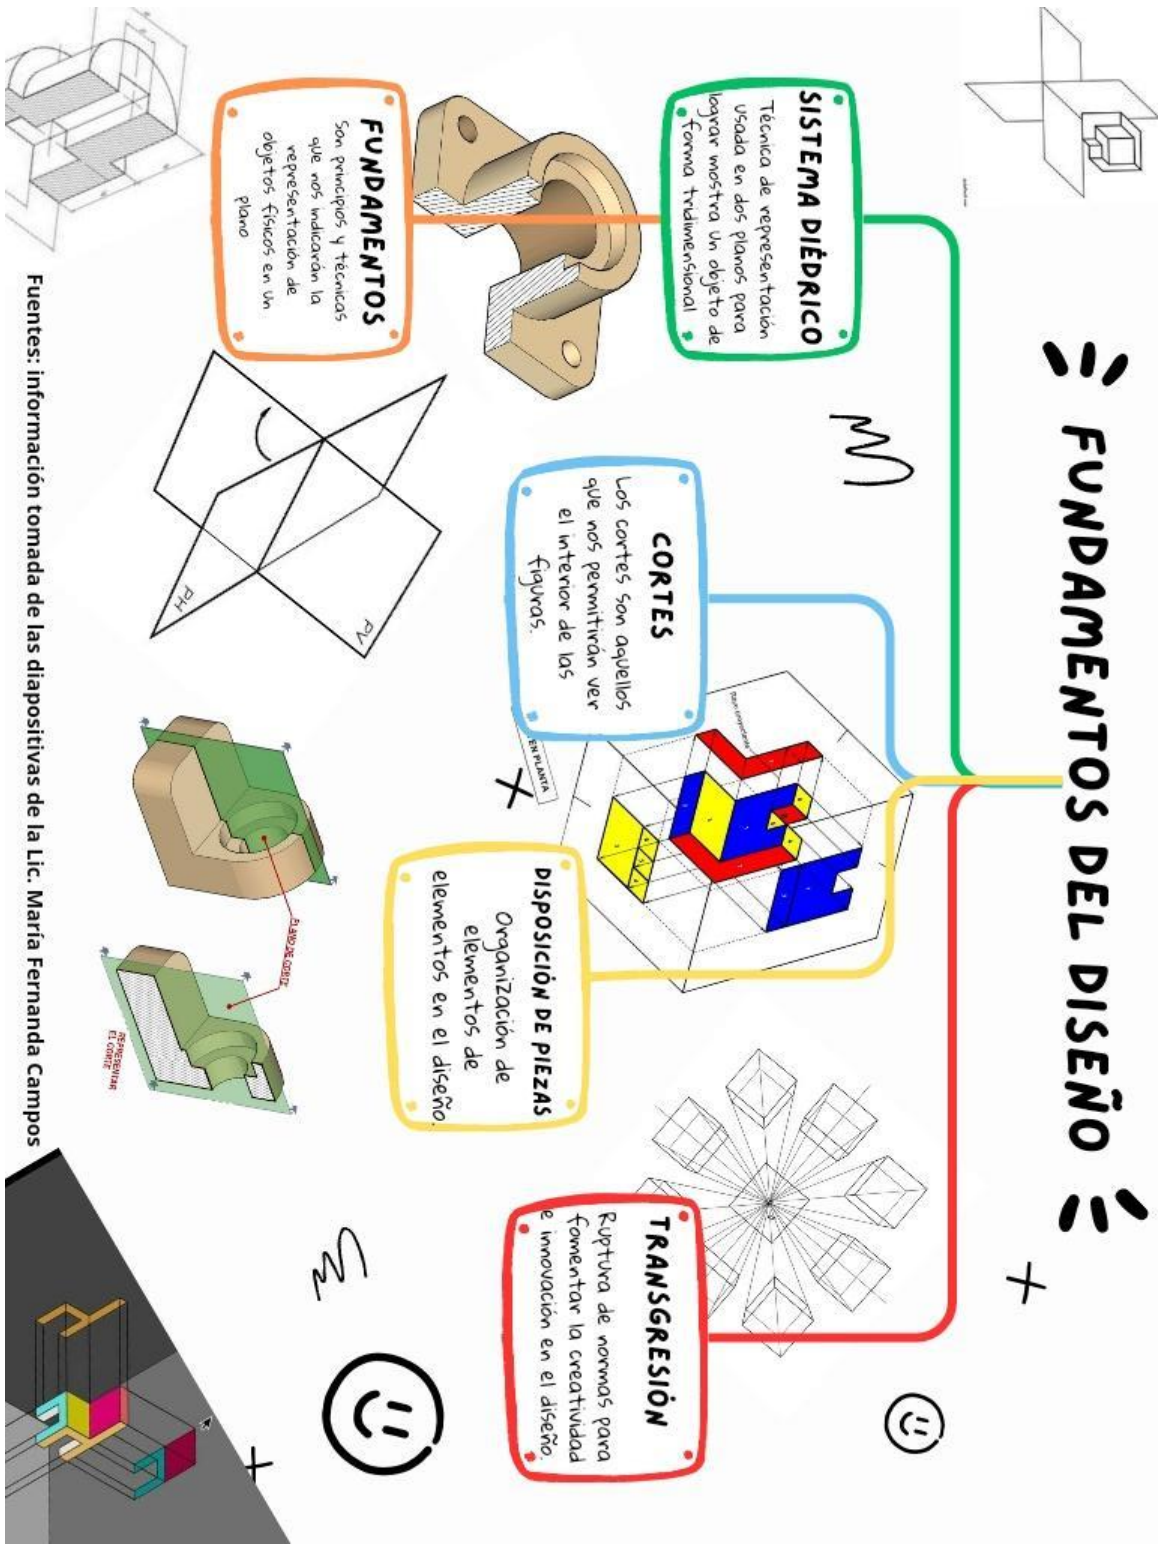 FUNDAMENTOS DEL DISEÑO
SISTEMA DIÉDRICO
Técnica de representación
usada en dos planos para
lograr mostra un objeto de
forma tridimensional
FUNDAMENTOS
Son principios y técnicas
que nos indicarán la
representación de
objetos físicos en un
plano
CORTES
Los cortes son aquellos
que nos permitirán ver
el interior de las
figuras.
DISPOSICIÓN DE PIEZAS
Organización de
elementos de
elementos en el diseño.
TRANSGRESIÓN
Ruptura de normas para
fomentar la creatividad
e innovación en el diseño.
EN PLANTA
PV
PH
PLANO DE CORTE
REPRESENTAR
EL CORTE
Fuentes: información tomada de las diapositivas de la Lic. María Fernanda Campos